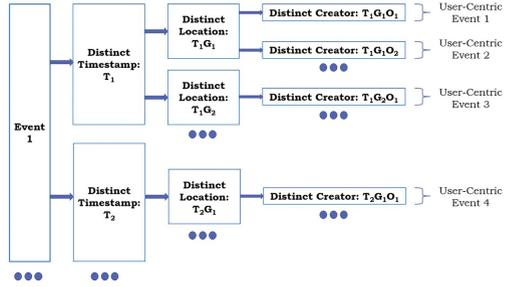 Event
1
Distinct
Timestamp:
T₁
Distinct
Location:
T₁G₁
Distinct Creator: T₁G₁O₁
User-Centric
Event 1
Distinct Creator: T₁G₁O₂
User-Centric
Event 2
Distinct
Location:
T₁G₂
Distinct Creator: T₁G₂O₁
User-Centric
Event 3
Distinct
Timestamp:
T₂
Distinct
Location:
T₂G₁
Distinct Creator: T₂G₁O₁
User-Centric
Event 4